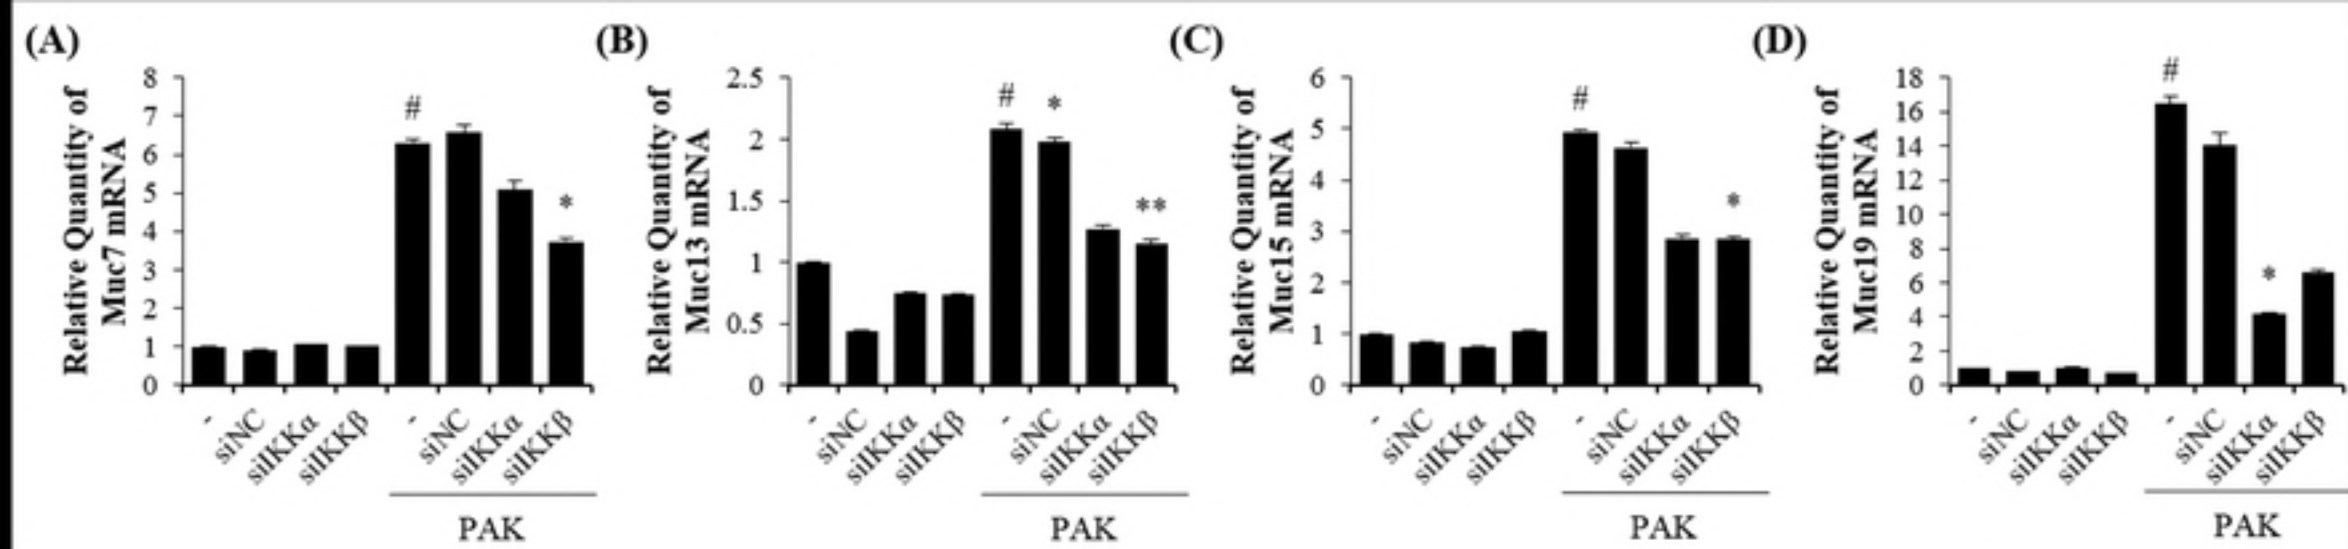 (A)
Relative Quantity of
Muc7 mRNA
8
7
6
5
4
3
2
1
0
#
*
-
siNC
siIKKα
siIKKβ
-
siNC
siIKKα
siIKKβ
PAK
(B)
Relative Quantity of
Muc13 mRNA
2.5
2
1.5
1
0.5
0
#
*
**
-
siNC
siIKKα
siIKKβ
-
siNC
siIKKα
siIKKβ
PAK
(C)
Relative Quantity of
Muc15 mRNA
6
5
4
3
2
1
0
#
*
-
siNC
siIKKα
siIKKβ
-
siNC
siIKKα
siIKKβ
PAK
(D)
Relative Quantity of
Muc19 mRNA
18
16
14
12
10
8
6
4
2
0
#
*
-
siNC
siIKKα
siIKKβ
-
siNC
siIKKα
siIKKβ
PAK